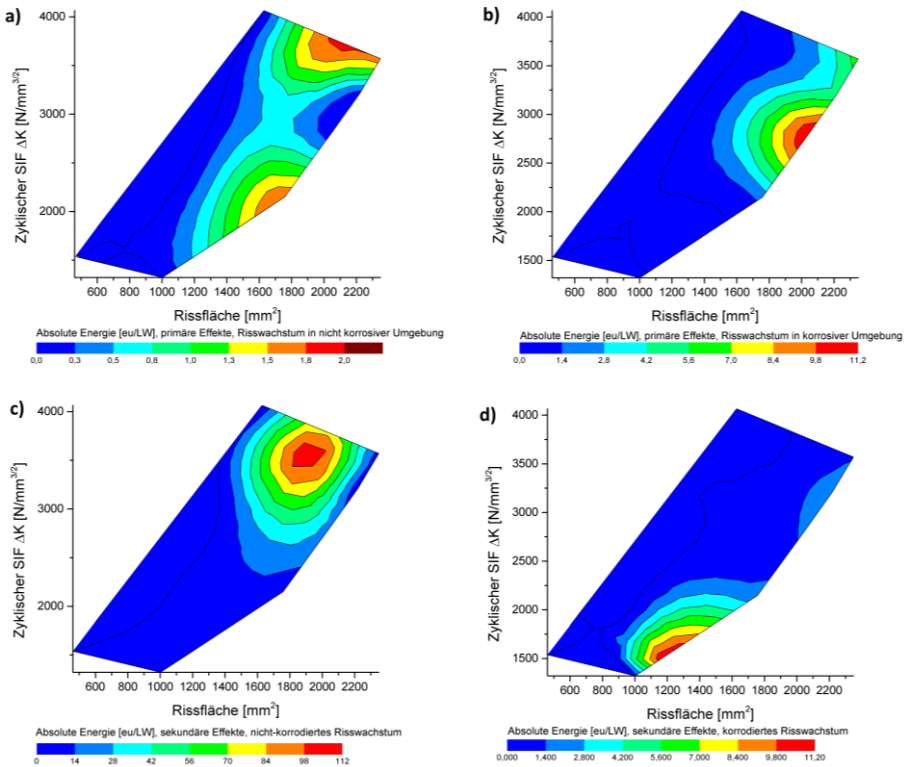 a)
4000
3000
2000
Zyklischer SIF ΔK [N/mm3/2]
600 800 1000 1200 1400 1600 1800 2000 2200
Rissfläche [mm2]
Absolute Energie [eu/LW], primäre Effekte, Risswachstum in nicht korrosiver Umgebung
0,0 0,3 0,5 0,8 1,0 1,3 1,5 1,8 2,0
b)
4000
3500
3000
2500
2000
1500
Zyklischer SIF ΔK [N/mm3/2]
600 800 1000 1200 1400 1600 1800 2000 2200
Rissfläche [mm2]
Absolute Energie [eu/LW], primäre Effekte, Risswachstum in korrosiver Umgebung
0,0 1,4 2,8 4,2 5,6 7,0 8,4 9,8 11,2
c)
4000
3000
2000
Zyklischer SIF ΔK [N/mm3/2]
600 800 1000 1200 1400 1600 1800 2000 2200
Rissfläche [mm2]
Absolute Energie [eu/LW], sekundäre Effekte, nicht-korrodiertes Risswachstum
0 14 28 42 56 70 84 98 112
d)
4000
3500
3000
2500
2000
1500
Zyklischer SIF ΔK [N/mm3/2]
600 800 1000 1200 1400 1600 1800 2000 2200
Rissfläche [mm2]
Absolute Energie [eu/LW], sekundäre Effekte, korrodiertes Risswachstum
0,000 1,400 2,800 4,200 5,600 7,000 8,400 9,800 11,20